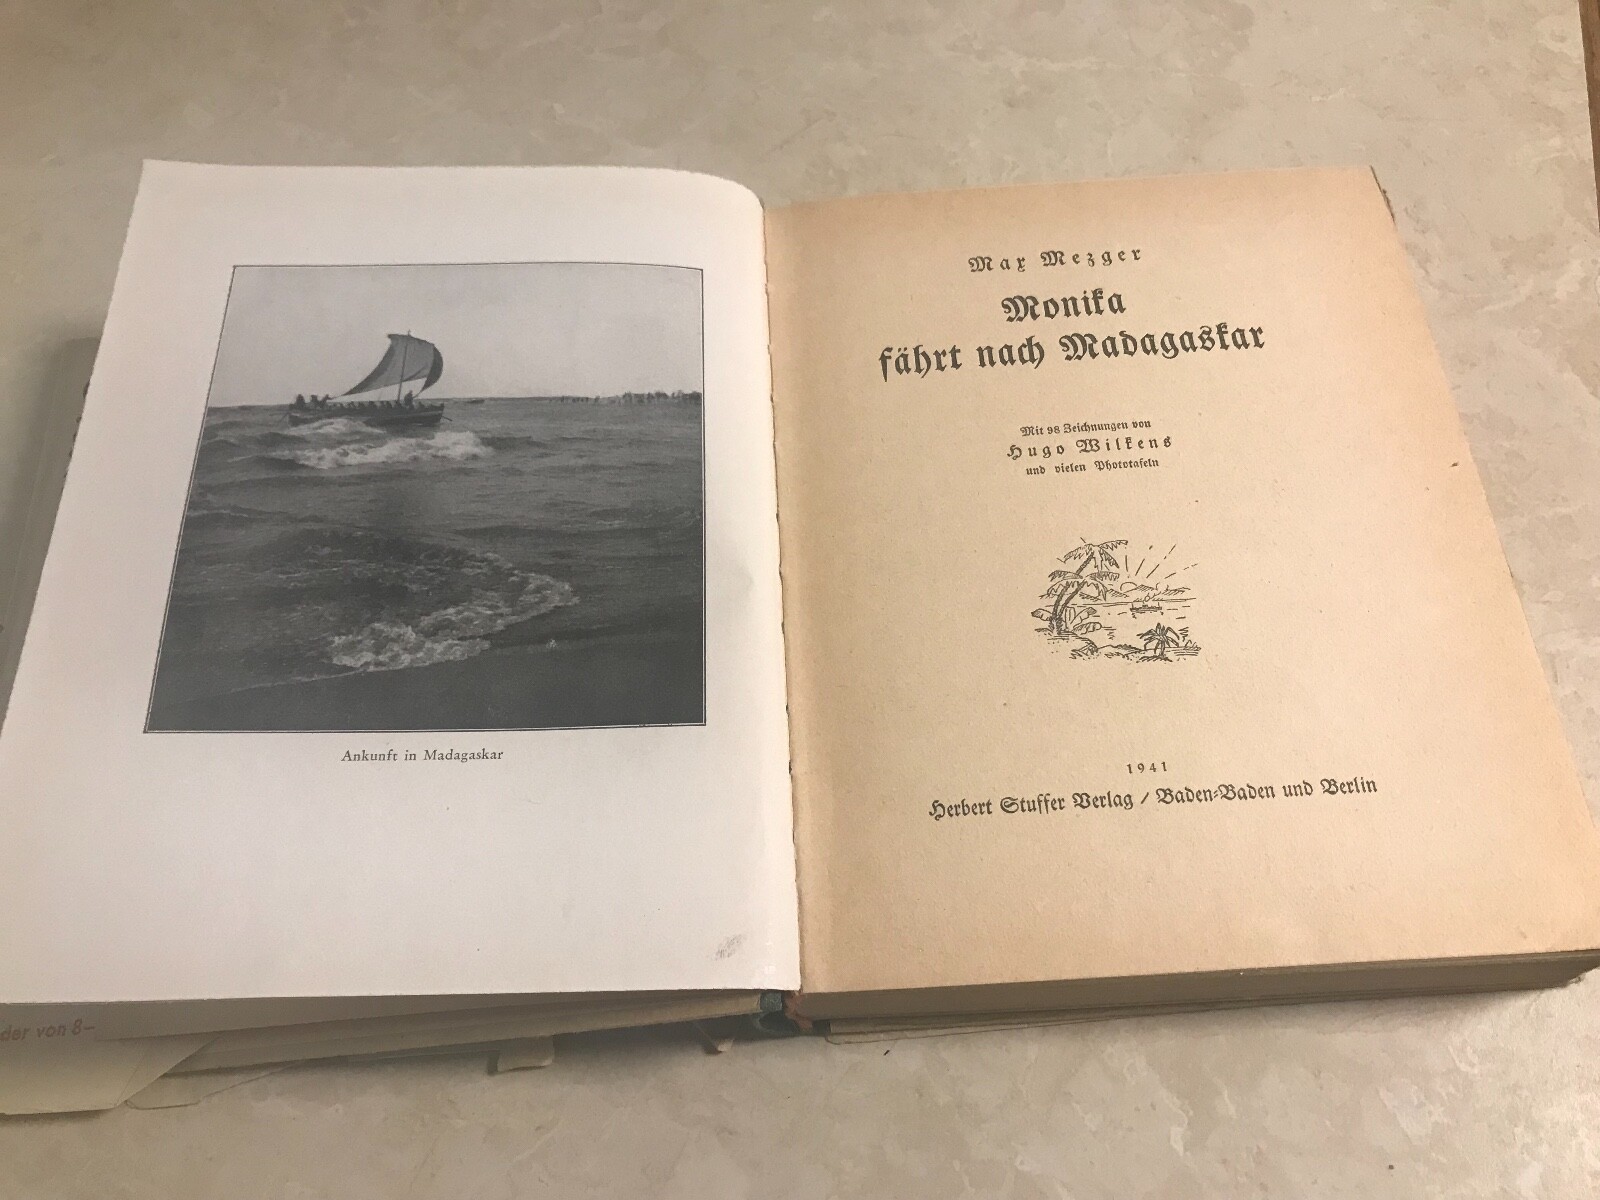 Ankunft in Madagaskar
der von 8–
Max Mezger
Monika
fährt nach Madagaskar
Mit 98 Zeichnungen von
Hugo Wilkens
und vielen Phototafeln
1941
Herbert Stuffer Verlag / Baden-Baden und Berlin